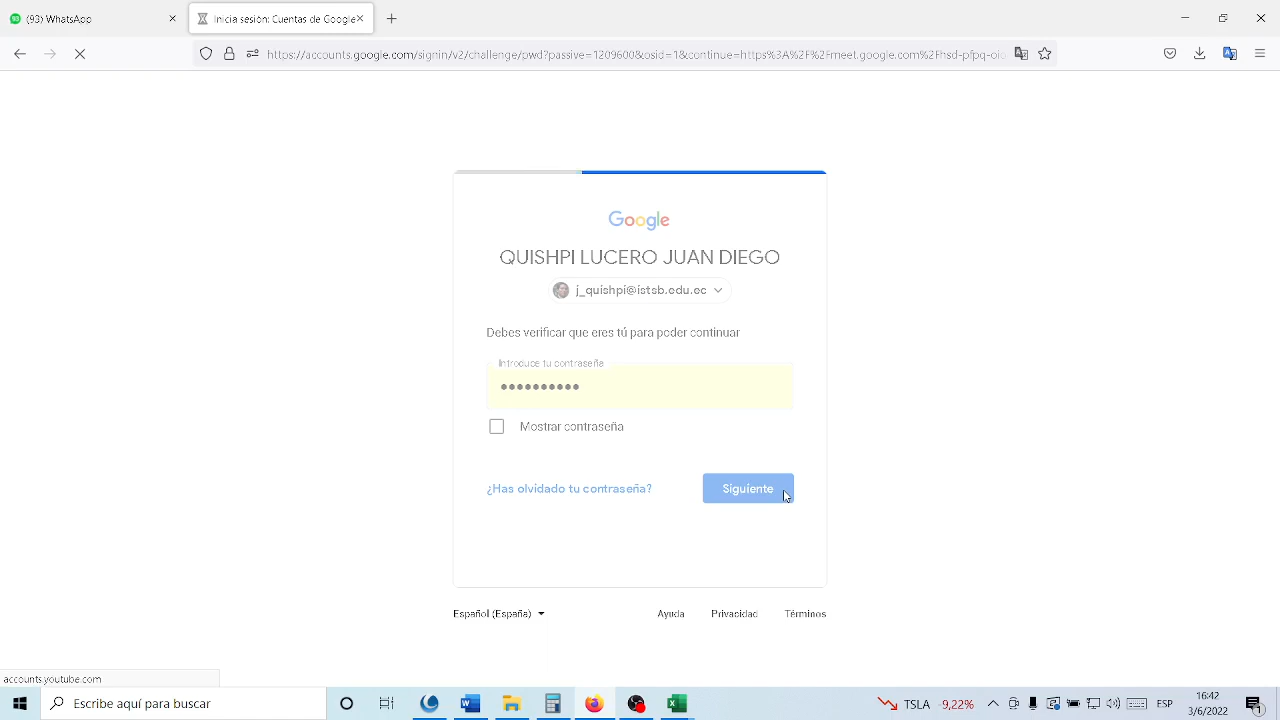 (93) WhatsApp
Inicia sesión: Cuentas de Google
https://accounts.google.com/signin/v2/challenge/pwd?passive=1209600&osid=1&continue=https%3A%2F%2Fmeet.google.com%2Fhsd-pfpq-oio
Google
QUISHPI LUCERO JUAN DIEGO
j_quishpi@istsb.edu.ec
Debes verificar que eres tú para poder continuar
Introduce tu contraseña
Mostrar contraseña
¿Has olvidado tu contraseña?
Siguiente
Español (España)
Ayuda
Privacidad
Términos
accounts.youtube.com
Escribe aquí para buscar
TSLA -9,22%
ESP
16:42
3/6/2022
1